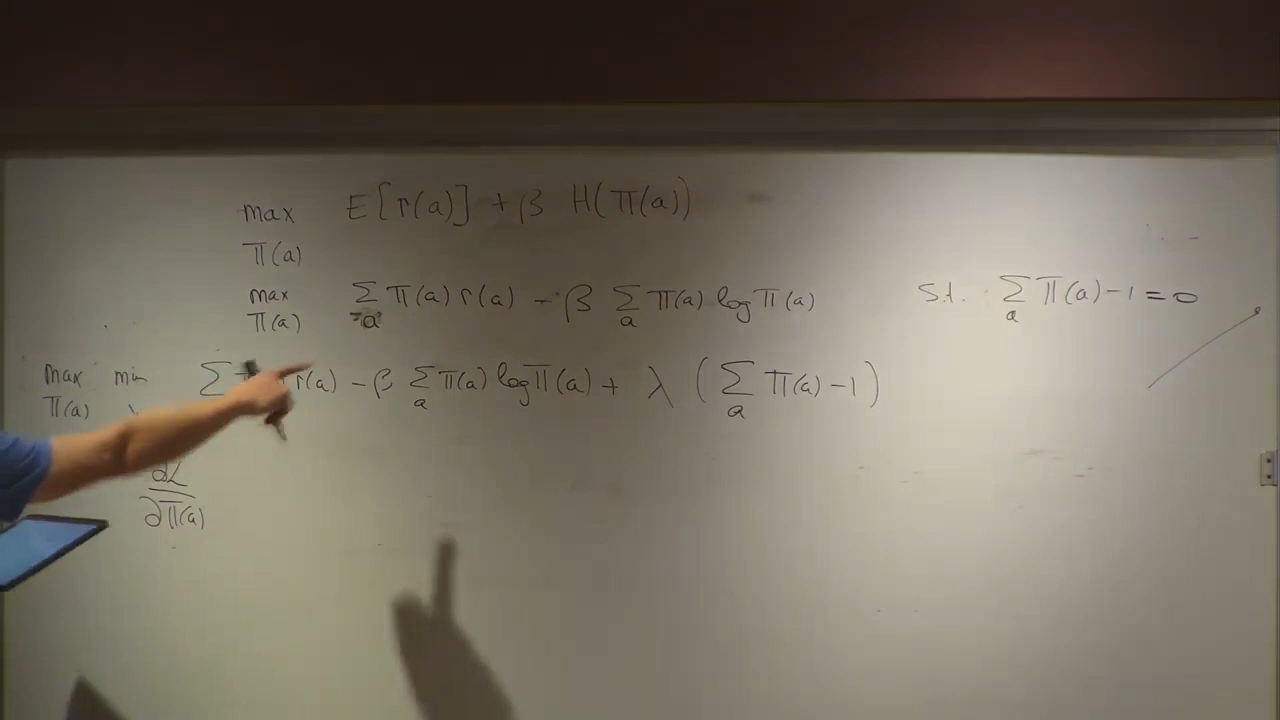 max E[r(a)] + β H(π(a))
π(a)
max Σ π(a) r(a) - β Σ π(a) log π(a) s.t. Σ π(a) - 1 = 0
π(a) a a a
max min Σ r(a) - β Σ π(a) log π(a) + λ ( Σ π(a) - 1 )
π(a) a a
∂L
∂π(a)